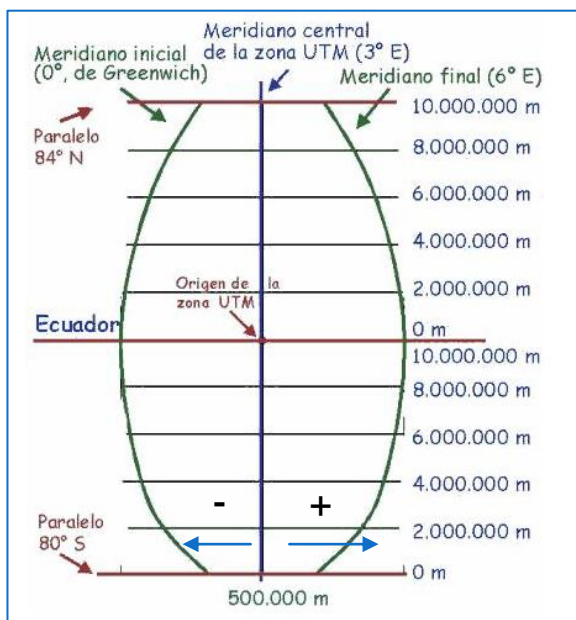 Meridiano central
de la zona UTM (3° E)
Meridiano inicial
(0°, de Greenwich)
Meridiano final (6° E)
Paralelo
84° N
10.000.000 m
8.000.000 m
6.000.000 m
4.000.000 m
2.000.000 m
Origen de la
zona UTM
Ecuador
0 m
10.000.000 m
8.000.000 m
6.000.000 m
4.000.000 m
- +
2.000.000 m
Paralelo
80° S
0 m
500.000 m